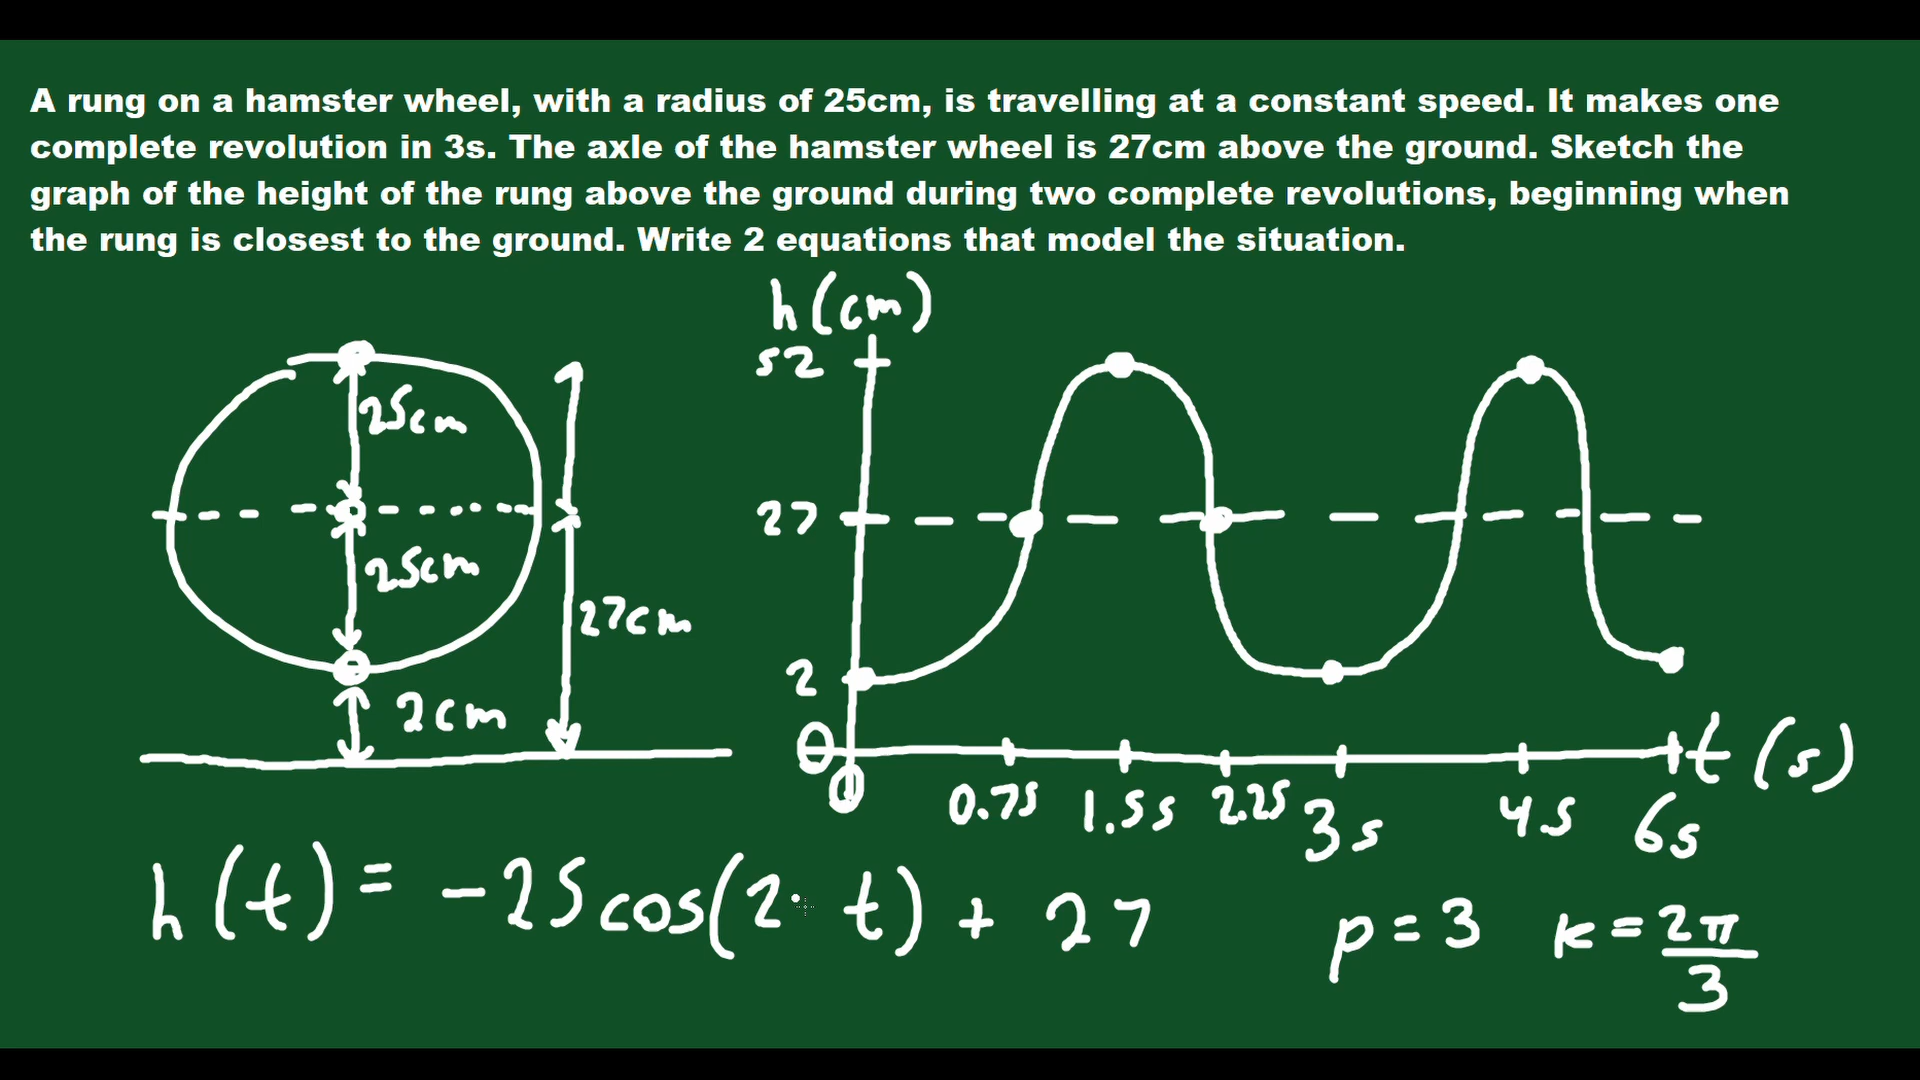 A rung on a hamster wheel, with a radius of 25cm, is travelling at a constant speed. It makes one
complete revolution in 3s. The axle of the hamster wheel is 27cm above the ground. Sketch the
graph of the height of the rung above the ground during two complete revolutions, beginning when
the rung is closest to the ground. Write 2 equations that model the situation.
h(cm)
52
25cm
27
25cm
27cm
2
2cm
0
0
t(s)
0.75 1.5s 2.25 3s 4.5 6s
h(t) = -25cos(2· t) + 27
p = 3 k = 2π
3